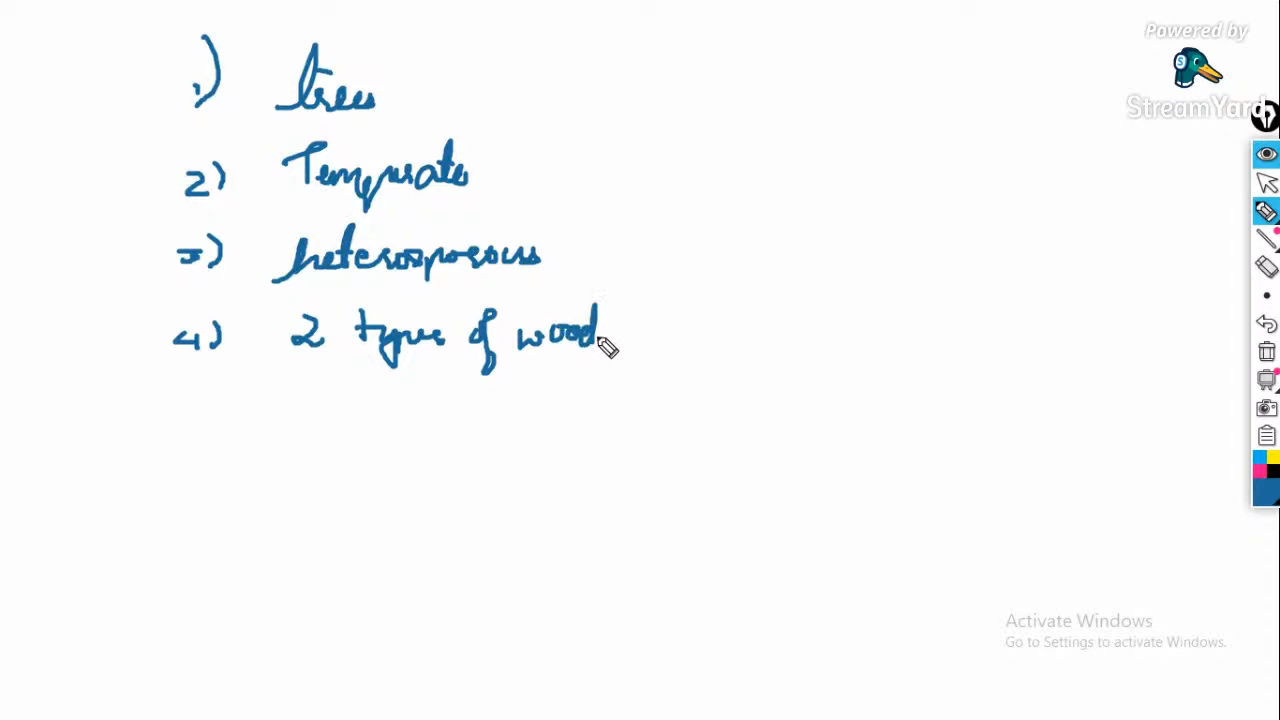 1) trees
2) Temperate
3) heterosporous
4) 2 types of wood
Powered by
StreamYard
Activate Windows
Go to Settings to activate Windows.